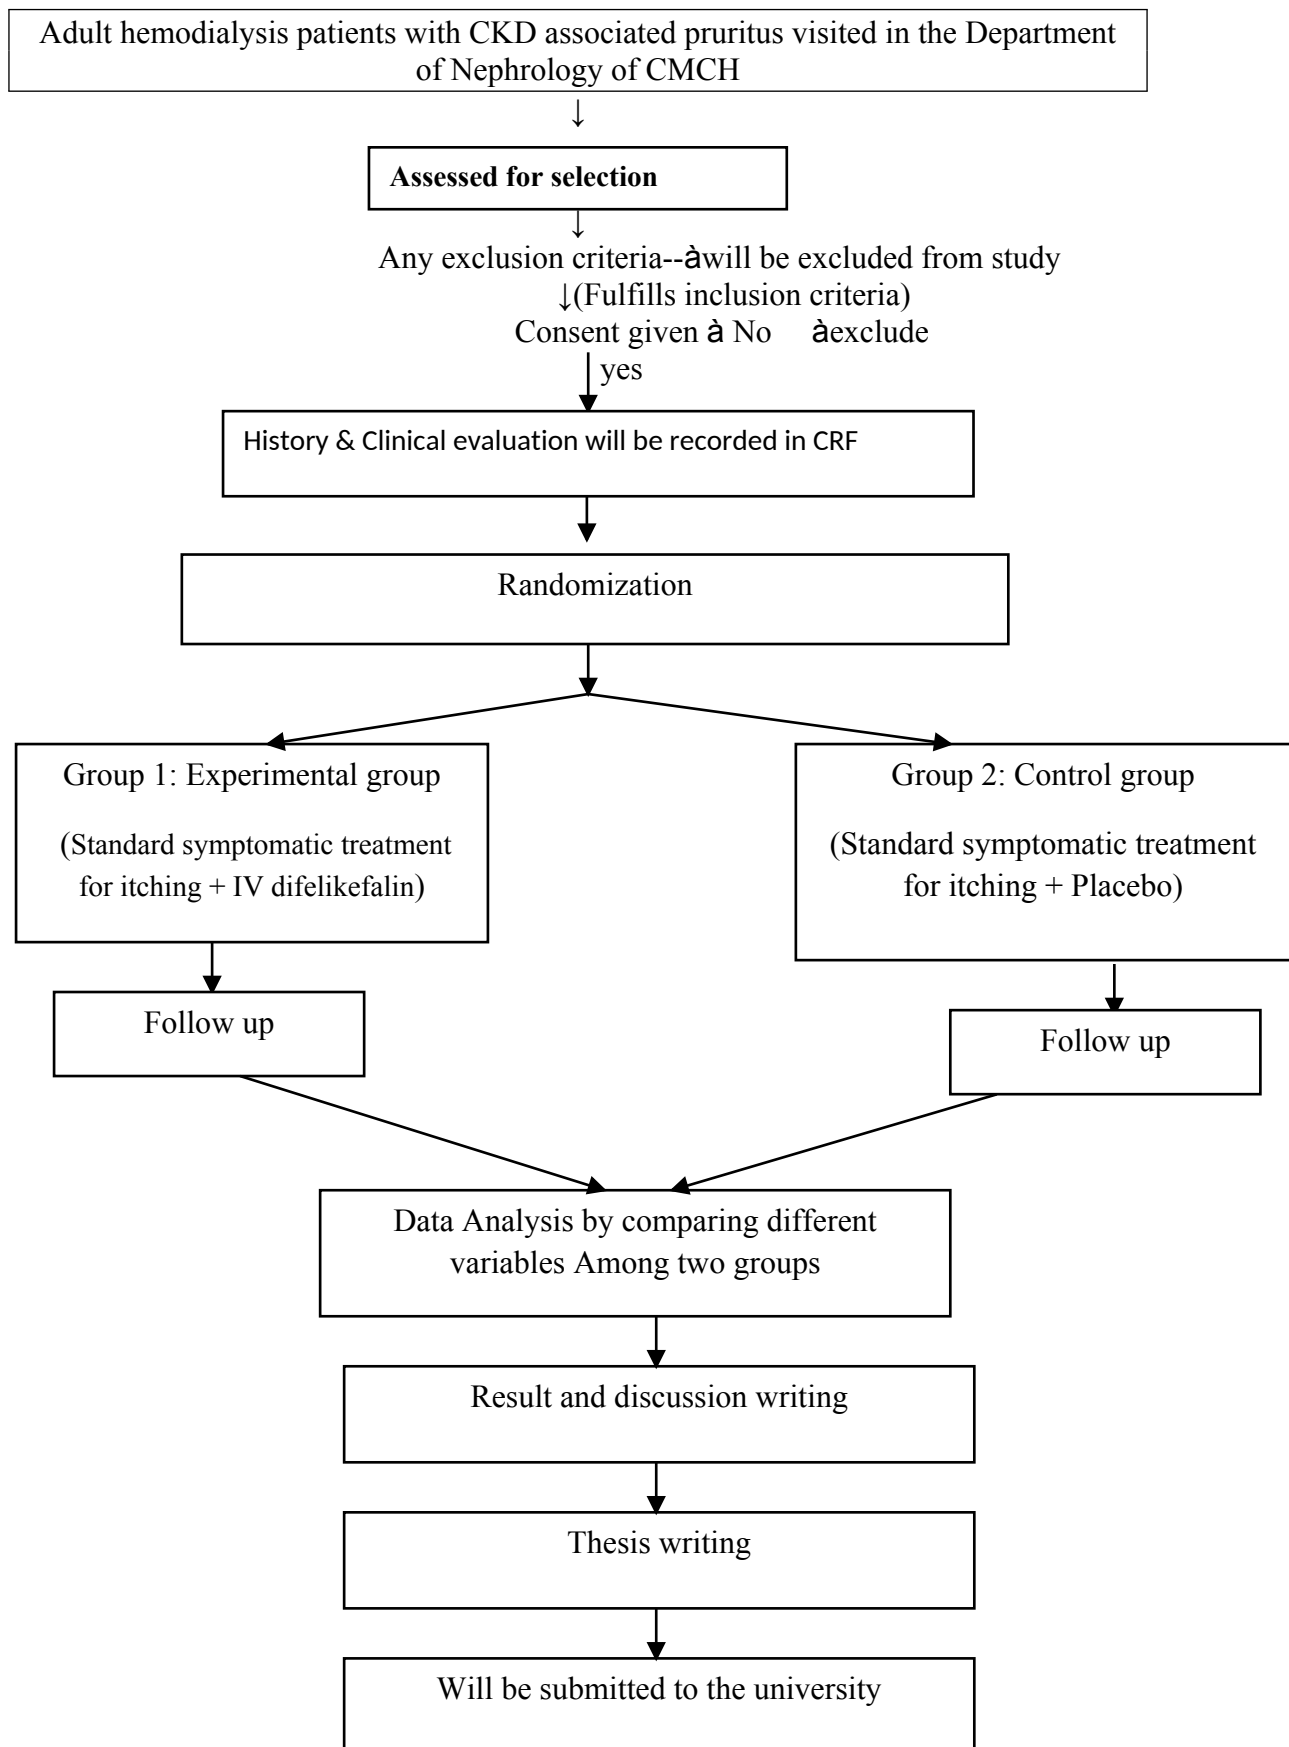 Adult hemodialysis patients with CKD associated pruritus visited in the Department
of Nephrology of CMCH
↓
Assessed for selection
↓
Any exclusion criteria--àwill be excluded from study
↓(Fulfills inclusion criteria)
Consent given à No àexclude
yes
History & Clinical evaluation will be recorded in CRF
Randomization
Group 1: Experimental group
(Standard symptomatic treatment
for itching + IV difelikefalin)
Group 2: Control group
(Standard symptomatic treatment
for itching + Placebo)
Follow up
Follow up
Data Analysis by comparing different
variables Among two groups
Result and discussion writing
Thesis writing
Will be submitted to the university